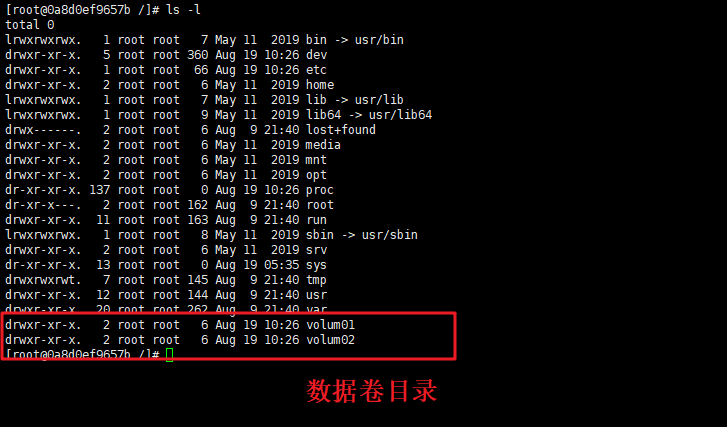 [root@0a8d0ef9657b /]# ls -l
total 0
lrwxrwxrwx.   1 root root   7 May 11  2019 bin -> usr/bin
drwxr-xr-x.   5 root root 360 Aug 19 10:26 dev
drwxr-xr-x.   1 root root  66 Aug 19 10:26 etc
drwxr-xr-x.   2 root root   6 May 11  2019 home
lrwxrwxrwx.   1 root root   7 May 11  2019 lib -> usr/lib
lrwxrwxrwx.   1 root root   9 May 11  2019 lib64 -> usr/lib64
drwx------.   2 root root   6 Aug  9 21:40 lost+found
drwxr-xr-x.   2 root root   6 May 11  2019 media
drwxr-xr-x.   2 root root   6 May 11  2019 mnt
drwxr-xr-x.   2 root root   6 May 11  2019 opt
dr-xr-xr-x. 137 root root   0 Aug 19 10:26 proc
dr-xr-x---.   2 root root 162 Aug  9 21:40 root
drwxr-xr-x.  11 root root 163 Aug  9 21:40 run
lrwxrwxrwx.   1 root root   8 May 11  2019 sbin -> usr/sbin
drwxr-xr-x.   2 root root   6 May 11  2019 srv
dr-xr-xr-x.  13 root root   0 Aug 19 05:35 sys
drwxrwxrwt.   7 root root 145 Aug  9 21:40 tmp
drwxr-xr-x.  12 root root 144 Aug  9 21:40 usr
drwxr-xr-x.  20 root root 262 Aug  9 21:40 var
drwxr-xr-x.   2 root root   6 Aug 19 10:26 volum01
drwxr-xr-x.   2 root root   6 Aug 19 10:26 volum02
[root@0a8d0ef9657b /]#
数据卷目录